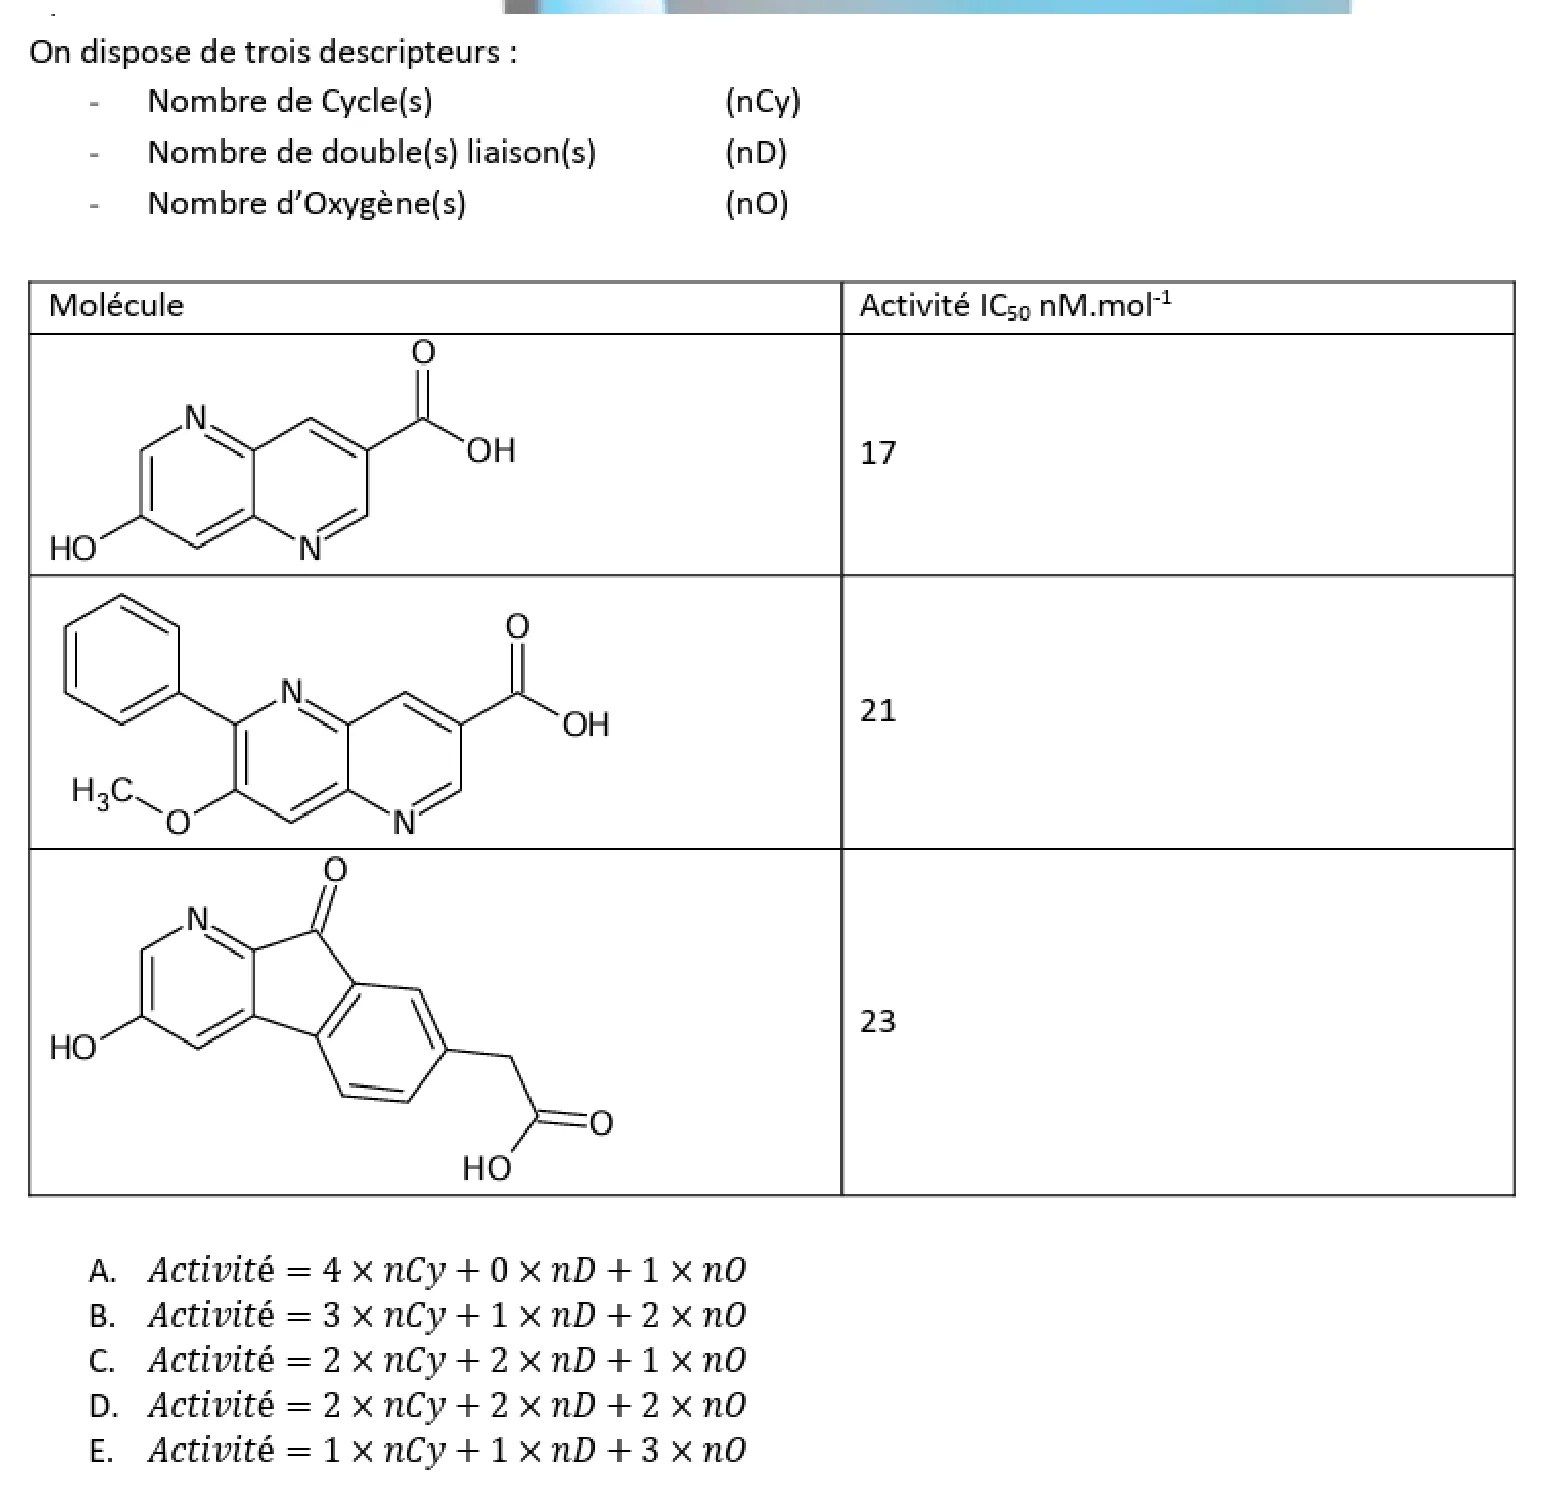 On dispose de trois descripteurs :
- Nombre de Cycle(s) (nCy)
- Nombre de double(s) liaison(s) (nD)
- Nombre d'Oxygène(s) (nO)
Molécule Activité IC50 nM.mol-1
O
N
OH
17
HO
N
O
N
OH
21
H3C
O
N
O
N
23
HO
O
HO
A. Activité = 4 × nCy + 0 × nD + 1 × nO
B. Activité = 3 × nCy + 1 × nD + 2 × nO
C. Activité = 2 × nCy + 2 × nD + 1 × nO
D. Activité = 2 × nCy + 2 × nD + 2 × nO
E. Activité = 1 × nCy + 1 × nD + 3 × nO